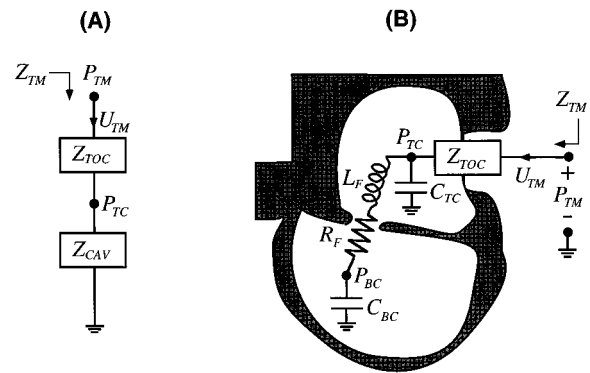 (A)
Z_TM
P_TM
U_TM
Z_TOC
P_TC
Z_CAV
(B)
Z_TM
P_TC
Z_TOC
U_TM
+
P_TM
-
L_F
C_TC
R_F
P_BC
C_BC